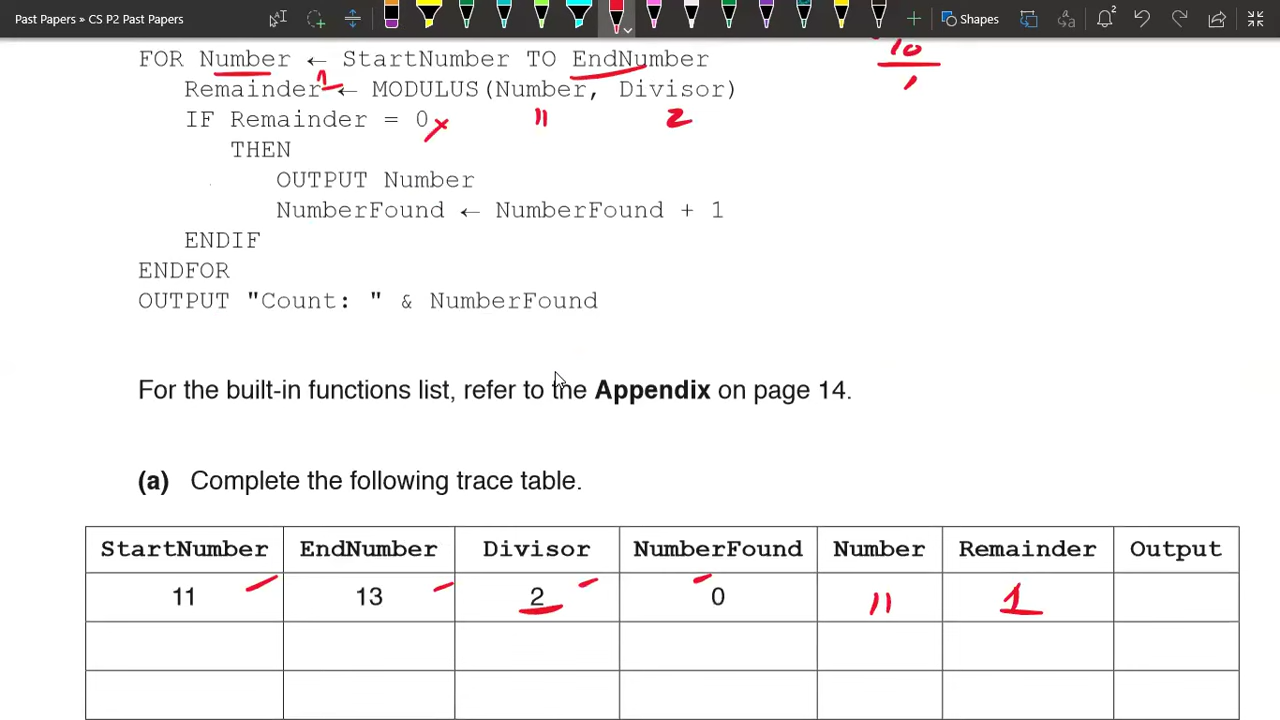 Past Papers » CS P2 Past Papers
Shapes
2
10
FOR Number ← StartNumber TO EndNumber
1
Remainder ← MODULUS(Number, Divisor)
IF Remainder = 0 x 11 2
THEN
OUTPUT Number
NumberFound ← NumberFound + 1
ENDIF
ENDFOR
OUTPUT "Count: " & NumberFound
For the built-in functions list, refer to the Appendix on page 14.
(a) Complete the following trace table.
StartNumber EndNumber Divisor NumberFound Number Remainder Output
11 13 2 0 11 1